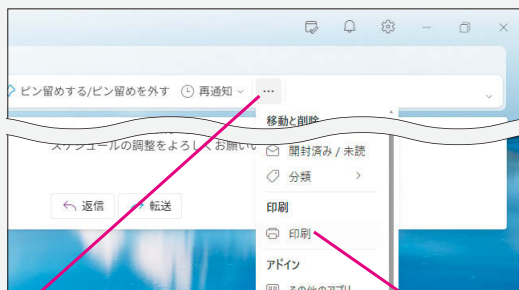 ピン留めする/ピン留めを外す 再通知 …
移動と削除
スケジュールの調整をよろしくお願い
開封済み / 未読
分類
返信 転送
印刷
印刷
アドイン
その他のアプリ